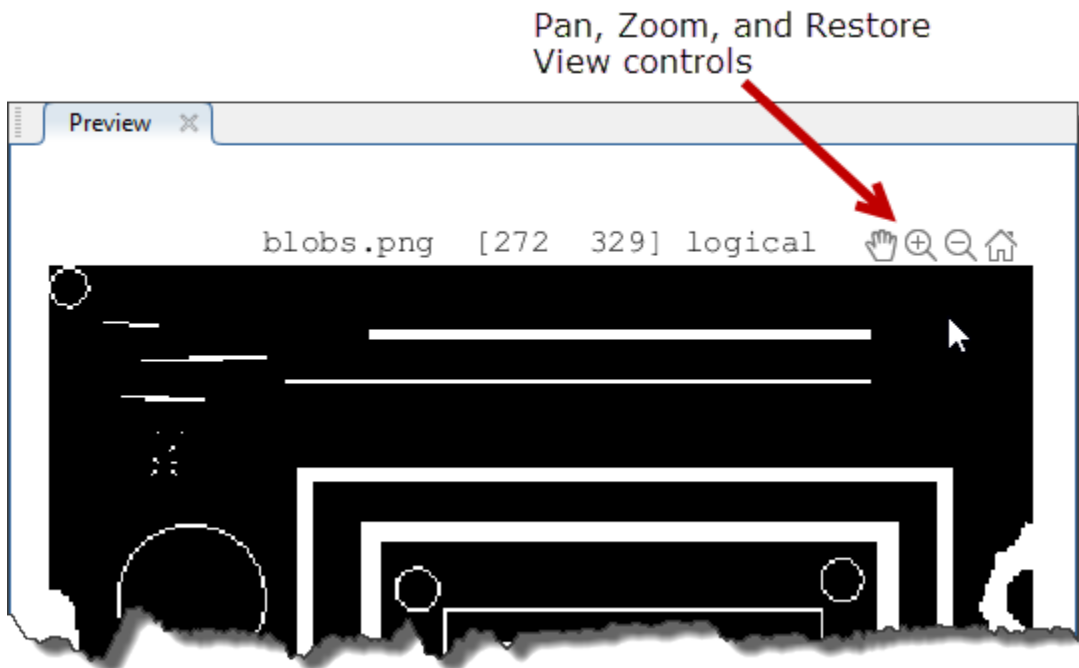 Pan, Zoom, and Restore
View controls
Preview
blobs.png [272 329] logical